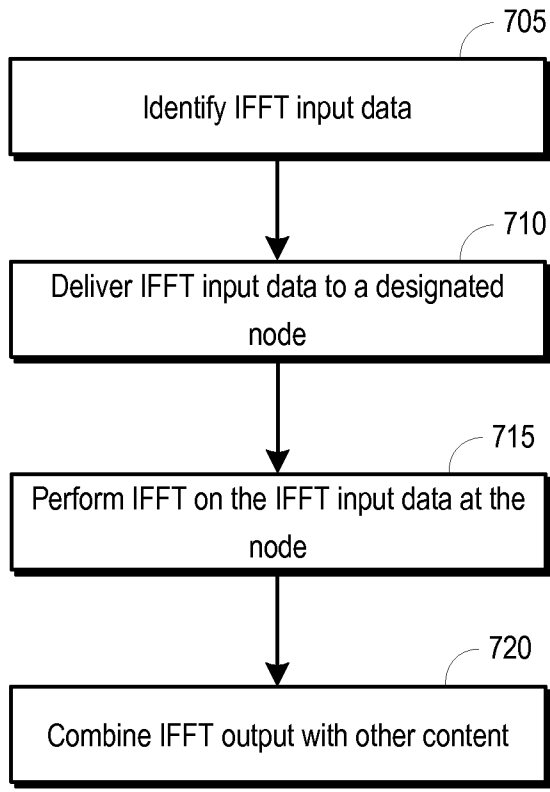 705
Identify IFFT input data
710
Deliver IFFT input data to a designated
node
715
Perform IFFT on the IFFT input data at the
node
720
Combine IFFT output with other content